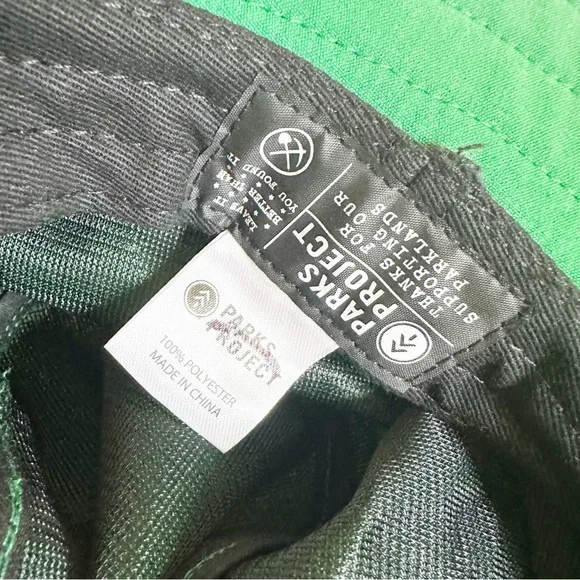 PARKS
PROJECT
THANKS FOR
SUPPORTING OUR
PARKLANDS
LEAVE IT
BETTER THAN
YOU FOUND IT
PARKS
PROJECT
100% POLYESTER
MADE IN CHINA